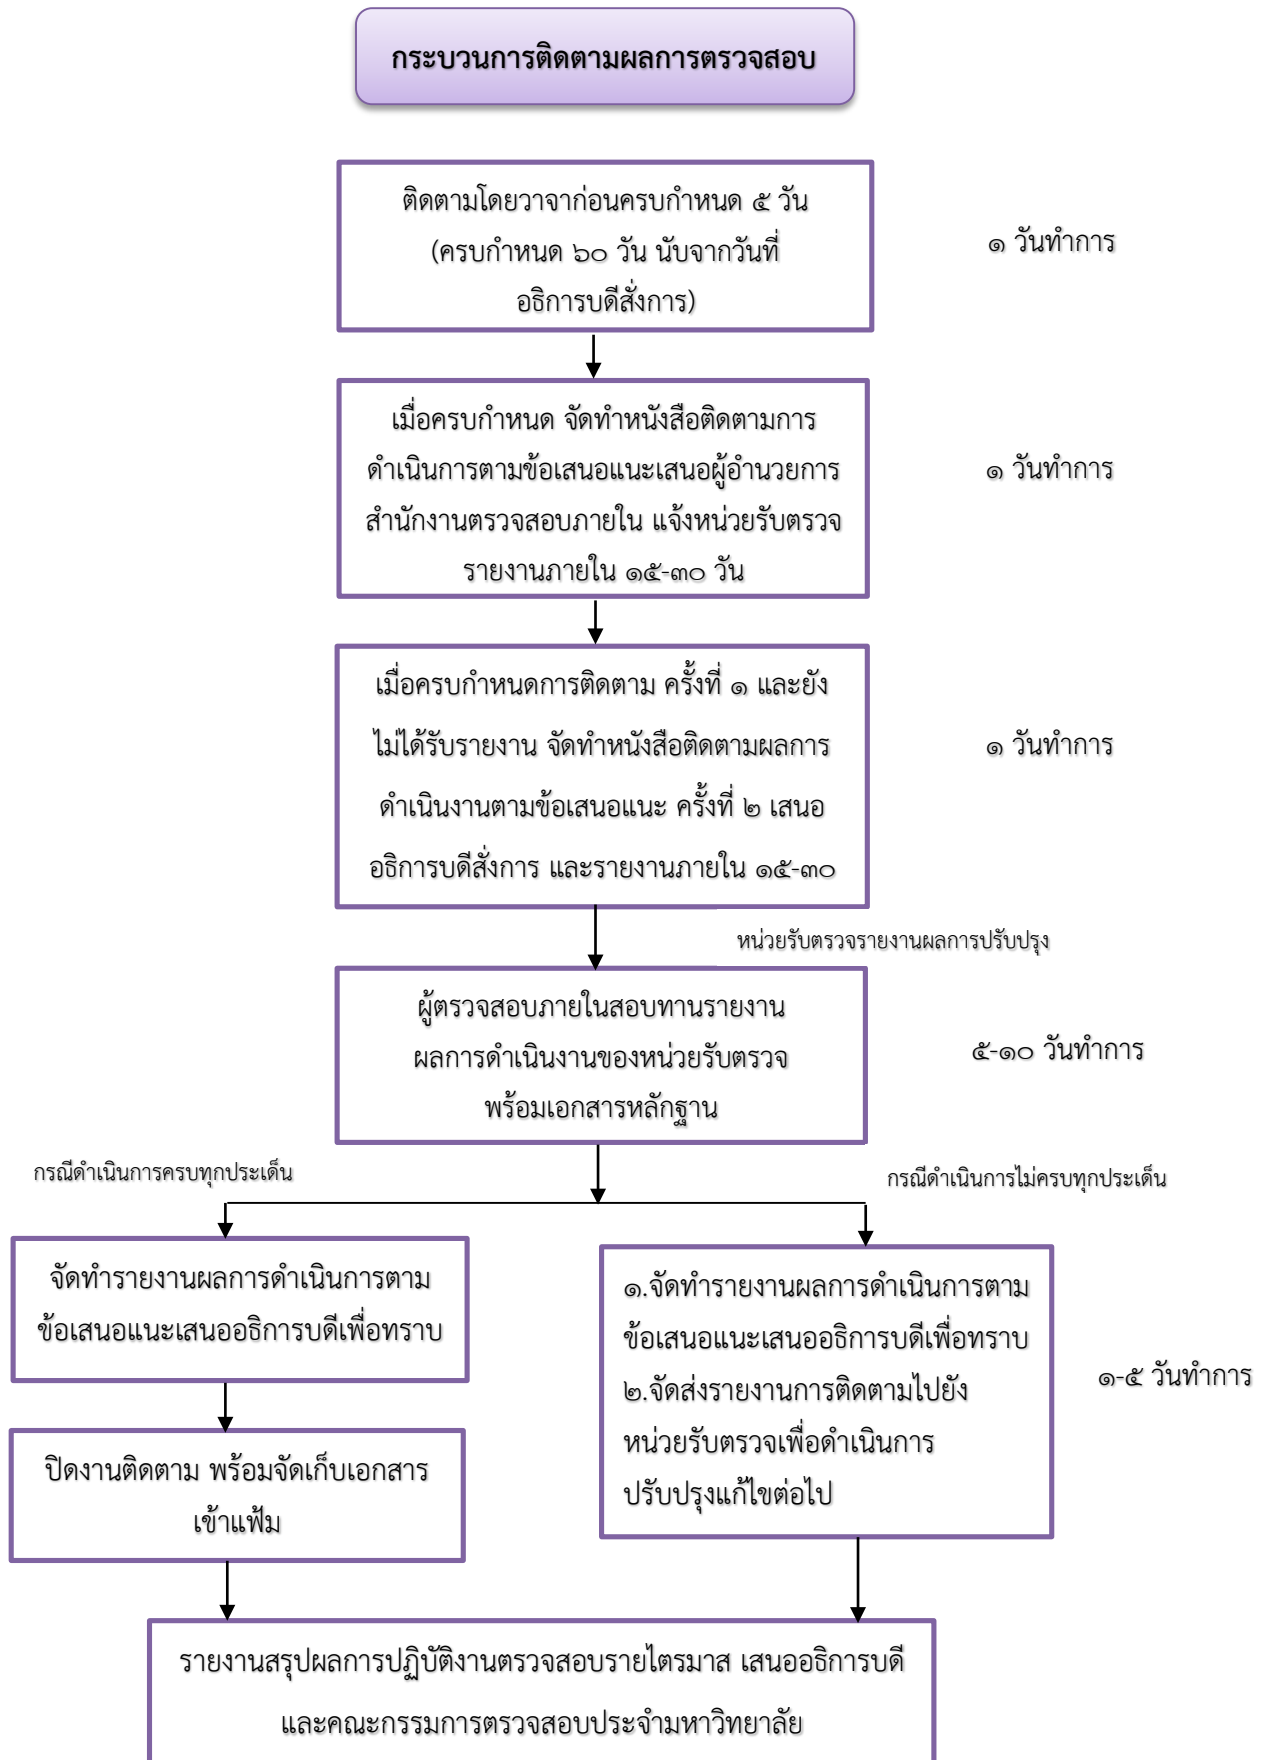 กระบวนการติดตามผลการตรวจสอบ
ติดตามโดยวาจาก่อนครบกำหนด ๕ วัน
(ครบกำหนด ๖๐ วัน นับจากวันที่
อธิการบดีสั่งการ)
๑ วันทำการ
เมื่อครบกำหนด จัดทำหนังสือติดตามการ
ดำเนินการตามข้อเสนอแนะเสนอผู้อำนวยการ
สำนักงานตรวจสอบภายใน แจ้งหน่วยรับตรวจ
รายงานภายใน ๑๕-๓๐ วัน
๑ วันทำการ
เมื่อครบกำหนดการติดตาม ครั้งที่ ๑ และยัง
ไม่ได้รับรายงาน จัดทำหนังสือติดตามผลการ
ดำเนินงานตามข้อเสนอแนะ ครั้งที่ ๒ เสนอ
อธิการบดีสั่งการ และรายงานภายใน ๑๕-๓๐
๑ วันทำการ
หน่วยรับตรวจรายงานผลการปรับปรุง
ผู้ตรวจสอบภายในสอบทานรายงาน
ผลการดำเนินงานของหน่วยรับตรวจ
พร้อมเอกสารหลักฐาน
๕-๑๐ วันทำการ
กรณีดำเนินการครบทุกประเด็น
กรณีดำเนินการไม่ครบทุกประเด็น
จัดทำรายงานผลการดำเนินการตาม
ข้อเสนอแนะเสนออธิการบดีเพื่อทราบ
๑.จัดทำรายงานผลการดำเนินการตาม
ข้อเสนอแนะเสนออธิการบดีเพื่อทราบ
๒.จัดส่งรายงานการติดตามไปยัง
หน่วยรับตรวจเพื่อดำเนินการ
ปรับปรุงแก้ไขต่อไป
๑-๕ วันทำการ
ปิดงานติดตาม พร้อมจัดเก็บเอกสาร
เข้าแฟ้ม
รายงานสรุปผลการปฏิบัติงานตรวจสอบรายไตรมาส เสนออธิการบดี
และคณะกรรมการตรวจสอบประจำมหาวิทยาลัย